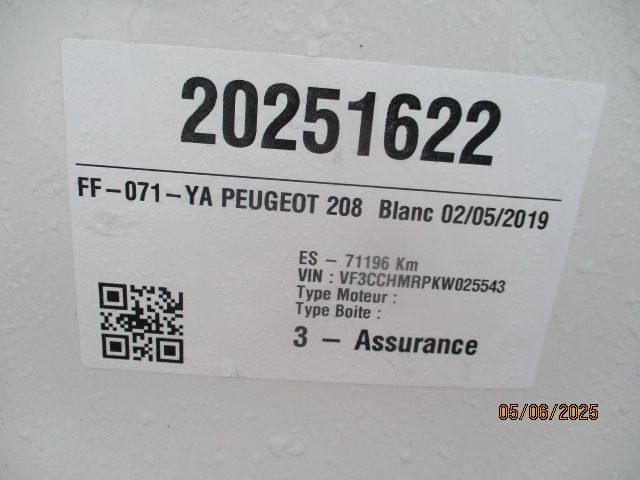 20251622
FF-071-YA PEUGEOT 208 Blanc 02/05/2019
ES - 71196 Km
VIN : VF3CCHMRPKW025543
Type Moteur :
Type Boite :
3 - Assurance
05/06/2025